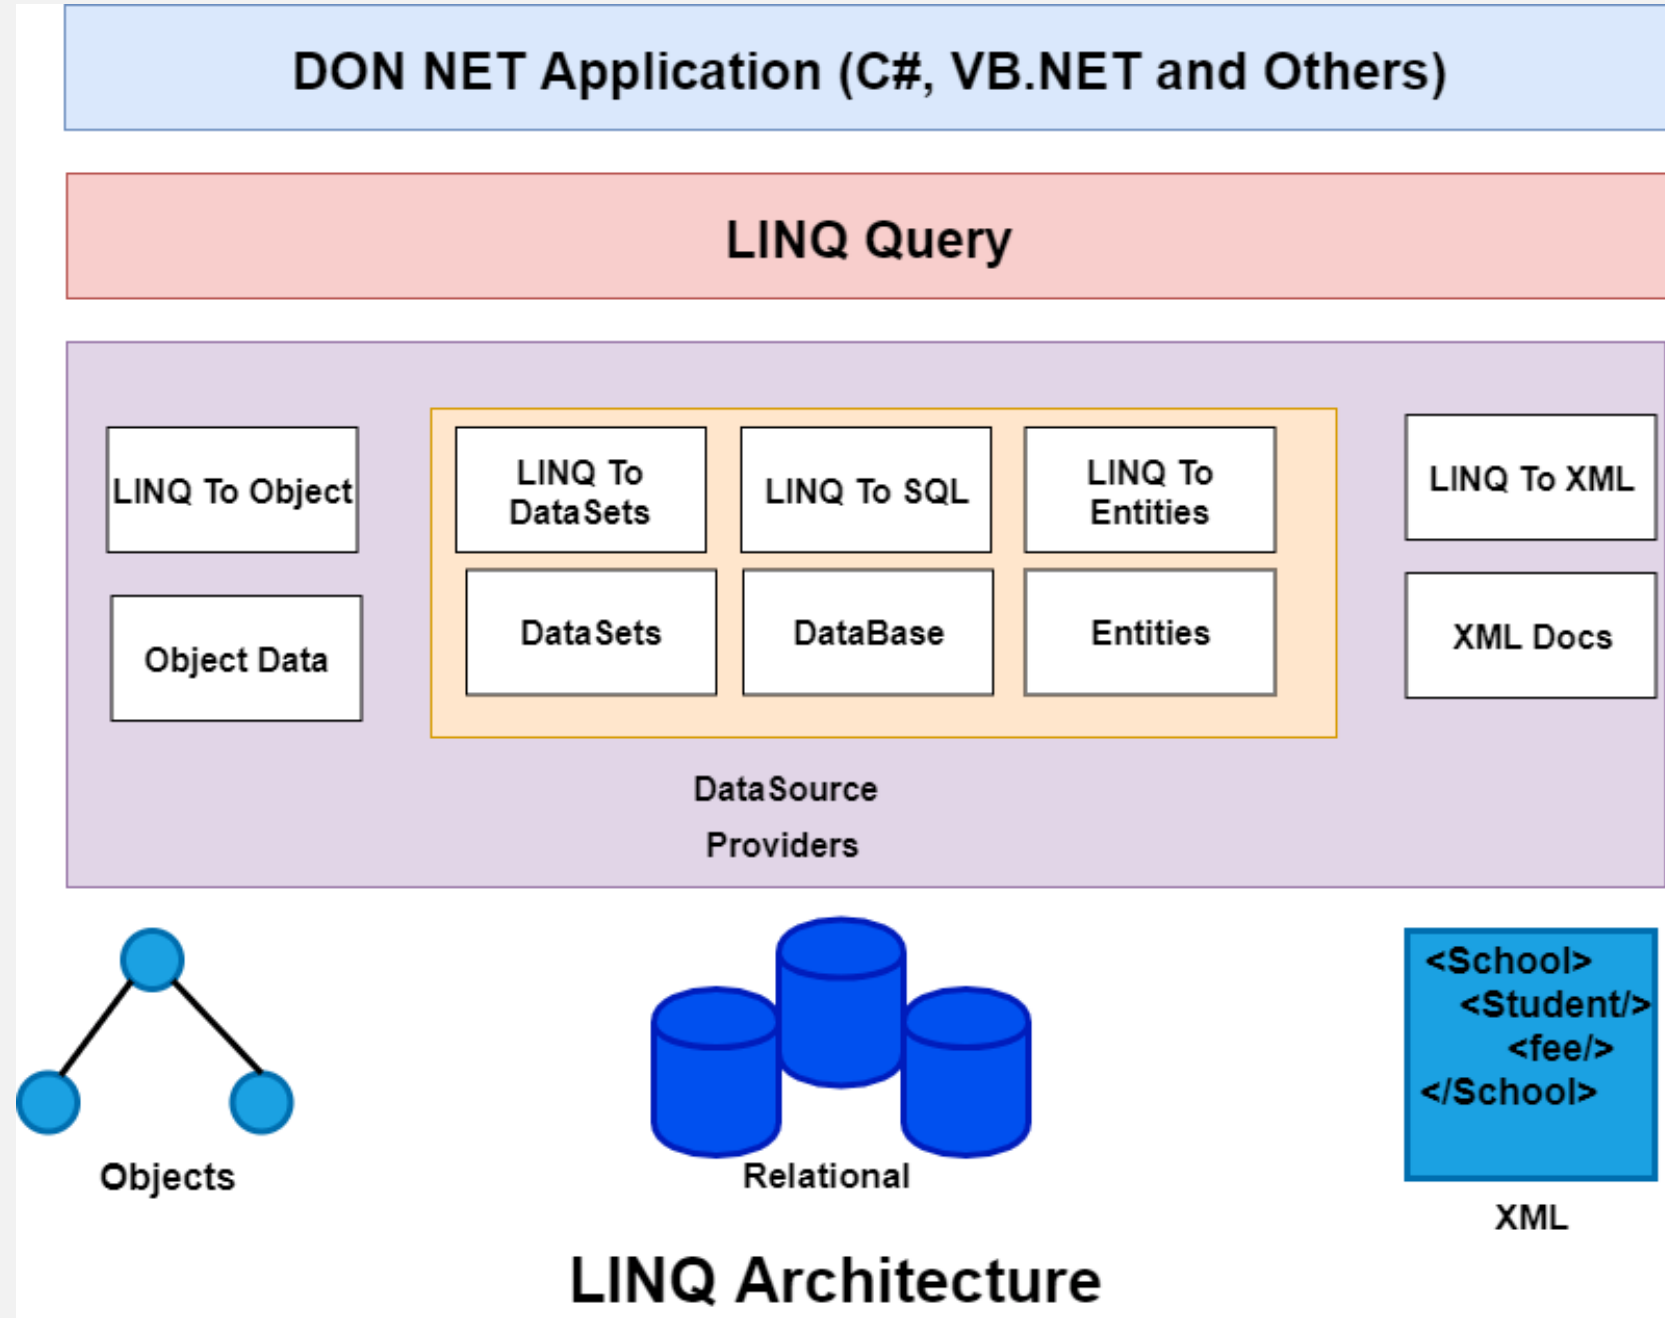 DON NET Application (C#, VB.NET and Others)
LINQ Query
LINQ To Object
LINQ To
DataSets
LINQ To SQL
LINQ To
Entities
LINQ To XML
Object Data
DataSets
DataBase
Entities
XML Docs
DataSource
Providers
<School>
<Student/>
<fee/>
</School>
Objects
Relational
XML
LINQ Architecture